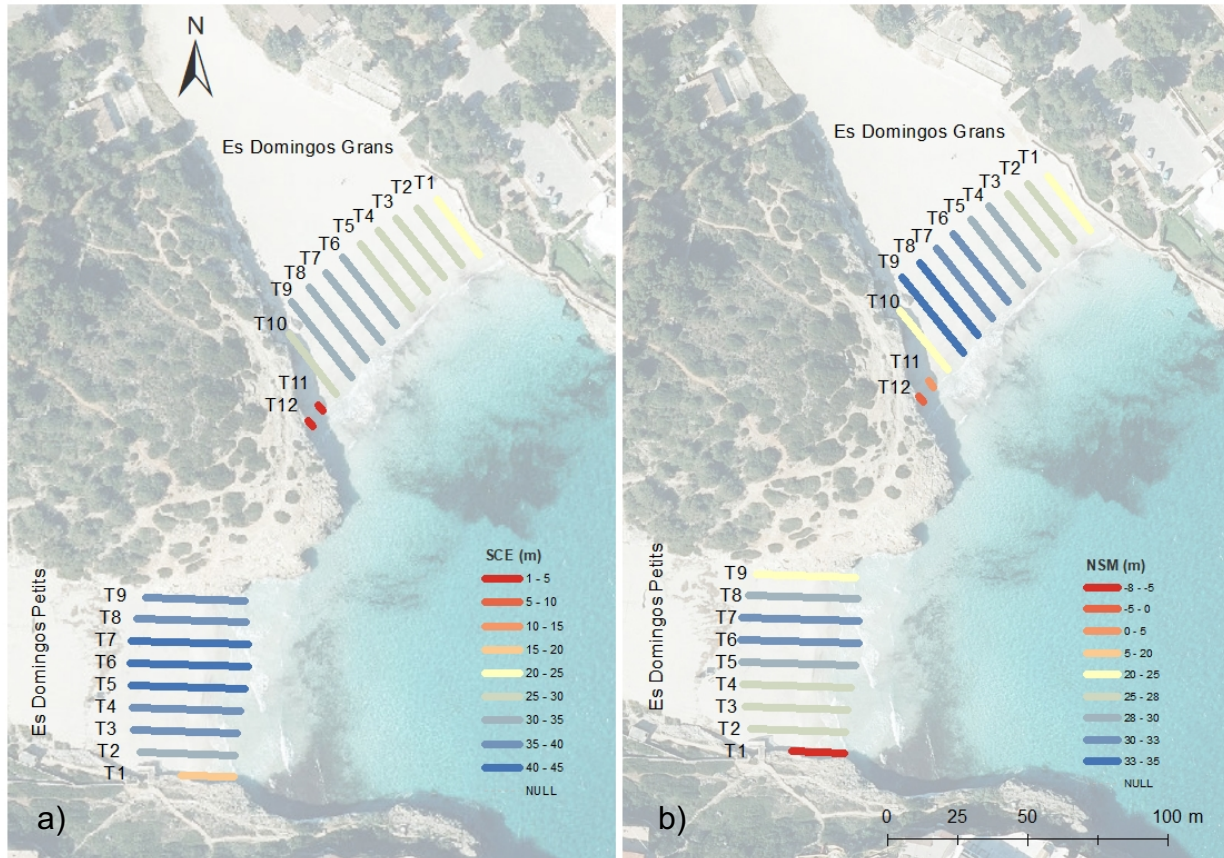 N
Es Domingos Grans
T1
T2
T3
T4
T5
T6
T7
T8
T9
T10
T11
T12
Es Domingos Petits
T9
T8
T7
T6
T5
T4
T3
T2
T1
SCE (m)
1 - 5
5 - 10
10 - 15
15 - 20
20 - 25
25 - 30
30 - 35
35 - 40
40 - 45
NULL
a)
Es Domingos Grans
T1
T2
T3
T4
T5
T6
T7
T8
T9
T10
T11
T12
Es Domingos Petits
T9
T8
T7
T6
T5
T4
T3
T2
T1
NSM (m)
-8 - -5
-5 - 0
0 - 5
5 - 20
20 - 25
25 - 28
28 - 30
30 - 33
33 - 35
NULL
b)
0 25 50 100 m